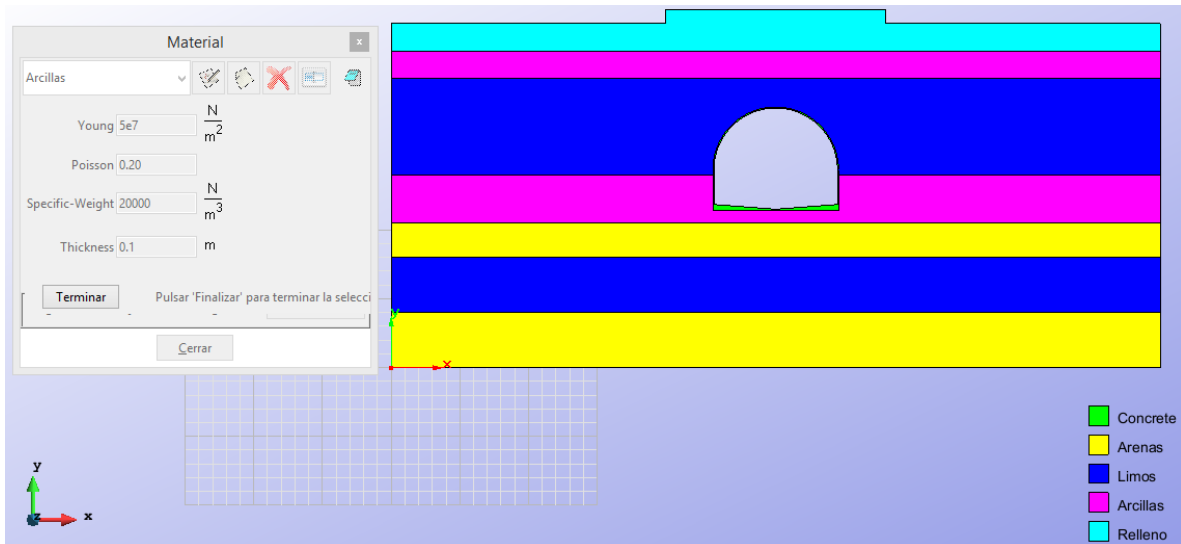 Material
x
Arcillas
Young 5e7 N/m2
Poisson 0.20
Specific-Weight 20000 N/m3
Thickness 0.1 m
Terminar Pulsar 'Finalizar' para terminar la selecci
Cerrar
y
x
Concrete
Arenas
Limos
Arcillas
Relleno
y
z x